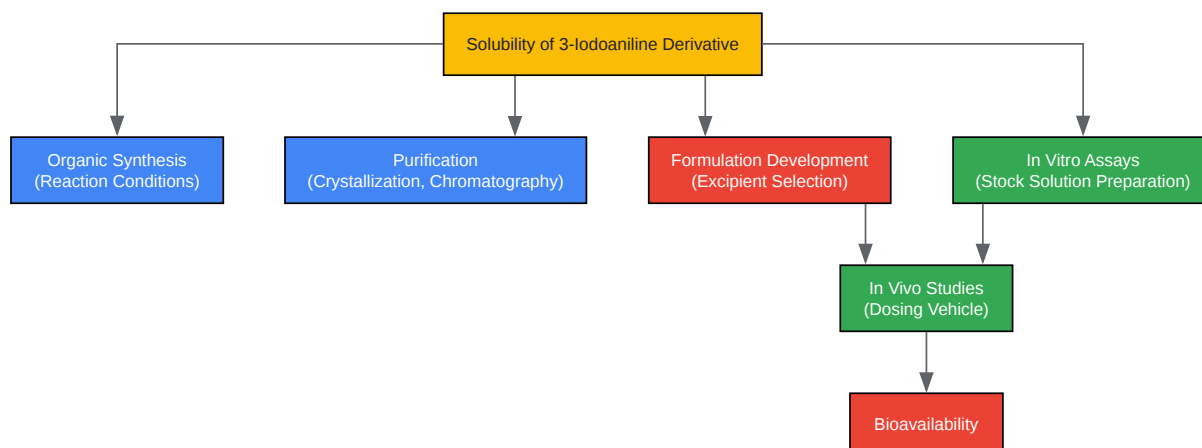 Solubility of 3-Iodoaniline Derivative
Organic Synthesis
(Reaction Conditions)
Purification
(Crystallization, Chromatography)
Formulation Development
(Excipient Selection)
In Vitro Assays
(Stock Solution Preparation)
In Vivo Studies
(Dosing Vehicle)
Bioavailability